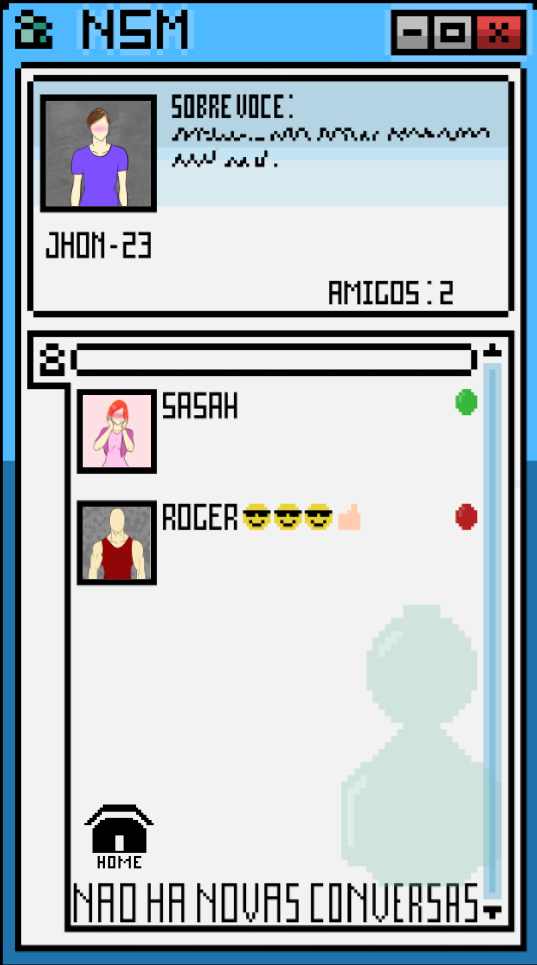 NSM
SOBRE VOCE:
JHON-23
AMIGOS:2
SASAH
ROGER😎😎😎👍
HOME
NAO HA NOVAS CONVERSAS